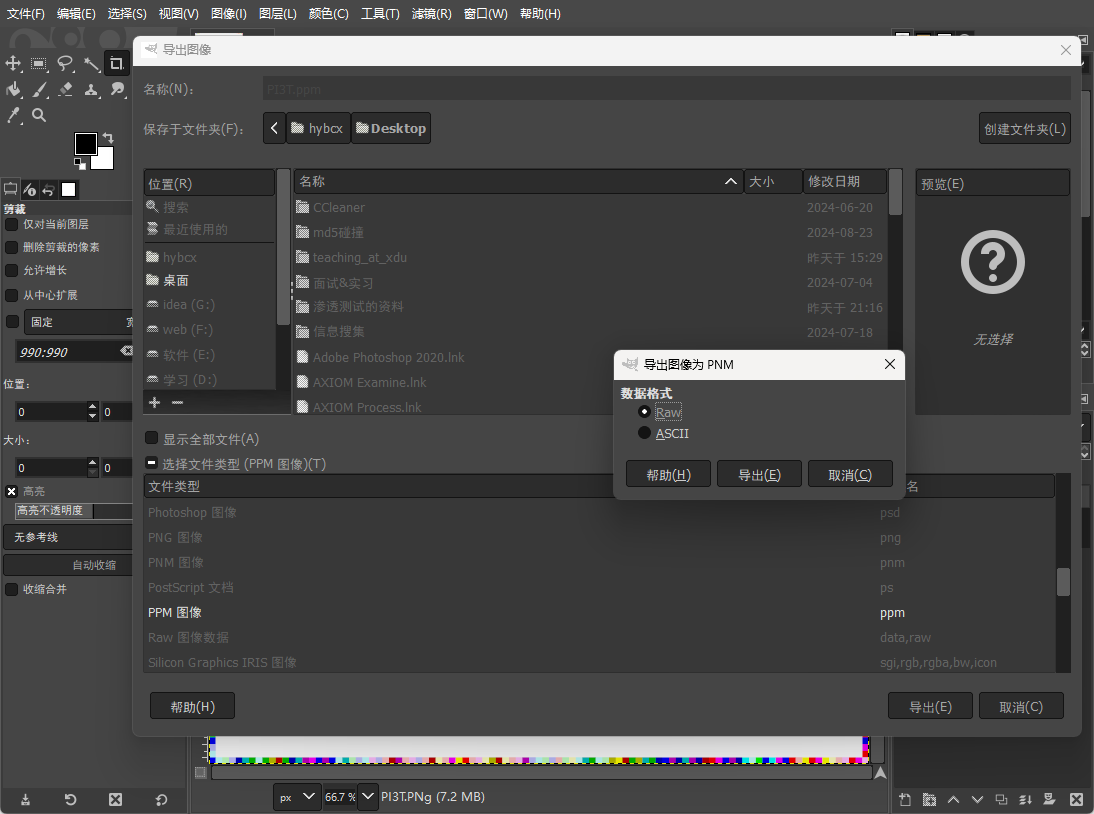 文件(F) 编辑(E) 选择(S) 视图(V) 图像(I) 图层(L) 颜色(C) 工具(T) 滤镜(R) 窗口(W) 帮助(H)
导出图像
名称(N)： PI3T.ppm
保存于文件夹(F)： hybcx Desktop 创建文件夹(L)
位置(R) 名称 大小 修改日期 预览(E)
搜索 CCleaner 2024-06-20
最近使用的 md5碰撞 2024-08-23
hybcx teaching_at_xdu 昨天于 15:29
桌面 面试&实习 2024-07-04
idea (G:) 渗透测试的资料 昨天于 21:16
web (F:) 信息搜集 2024-07-18
软件 (E:) Adobe Photoshop 2020.lnk
学习 (D:) AXIOM Examine.lnk
AXIOM Process.lnk
无选择
剪裁
仅对当前图层
删除剪裁的像素
允许增长
从中心扩展
固定 宽
990:990
位置：
0 0
大小：
0 0
高亮
高亮不透明度
无参考线
自动收缩
收缩合并
导出图像为 PNM
数据格式
Raw
ASCII
帮助(H) 导出(E) 取消(C)
显示全部文件(A)
选择文件类型 (PPM 图像)(T)
文件类型 名
Photoshop 图像 psd
PNG 图像 png
PNM 图像 pnm
PostScript 文档 ps
PPM 图像 ppm
Raw 图像数据 data,raw
Silicon Graphics IRIS 图像 sgi,rgb,rgba,bw,icon
帮助(H) 导出(E) 取消(C)
px 66.7 % PI3T.PNg (7.2 MB)